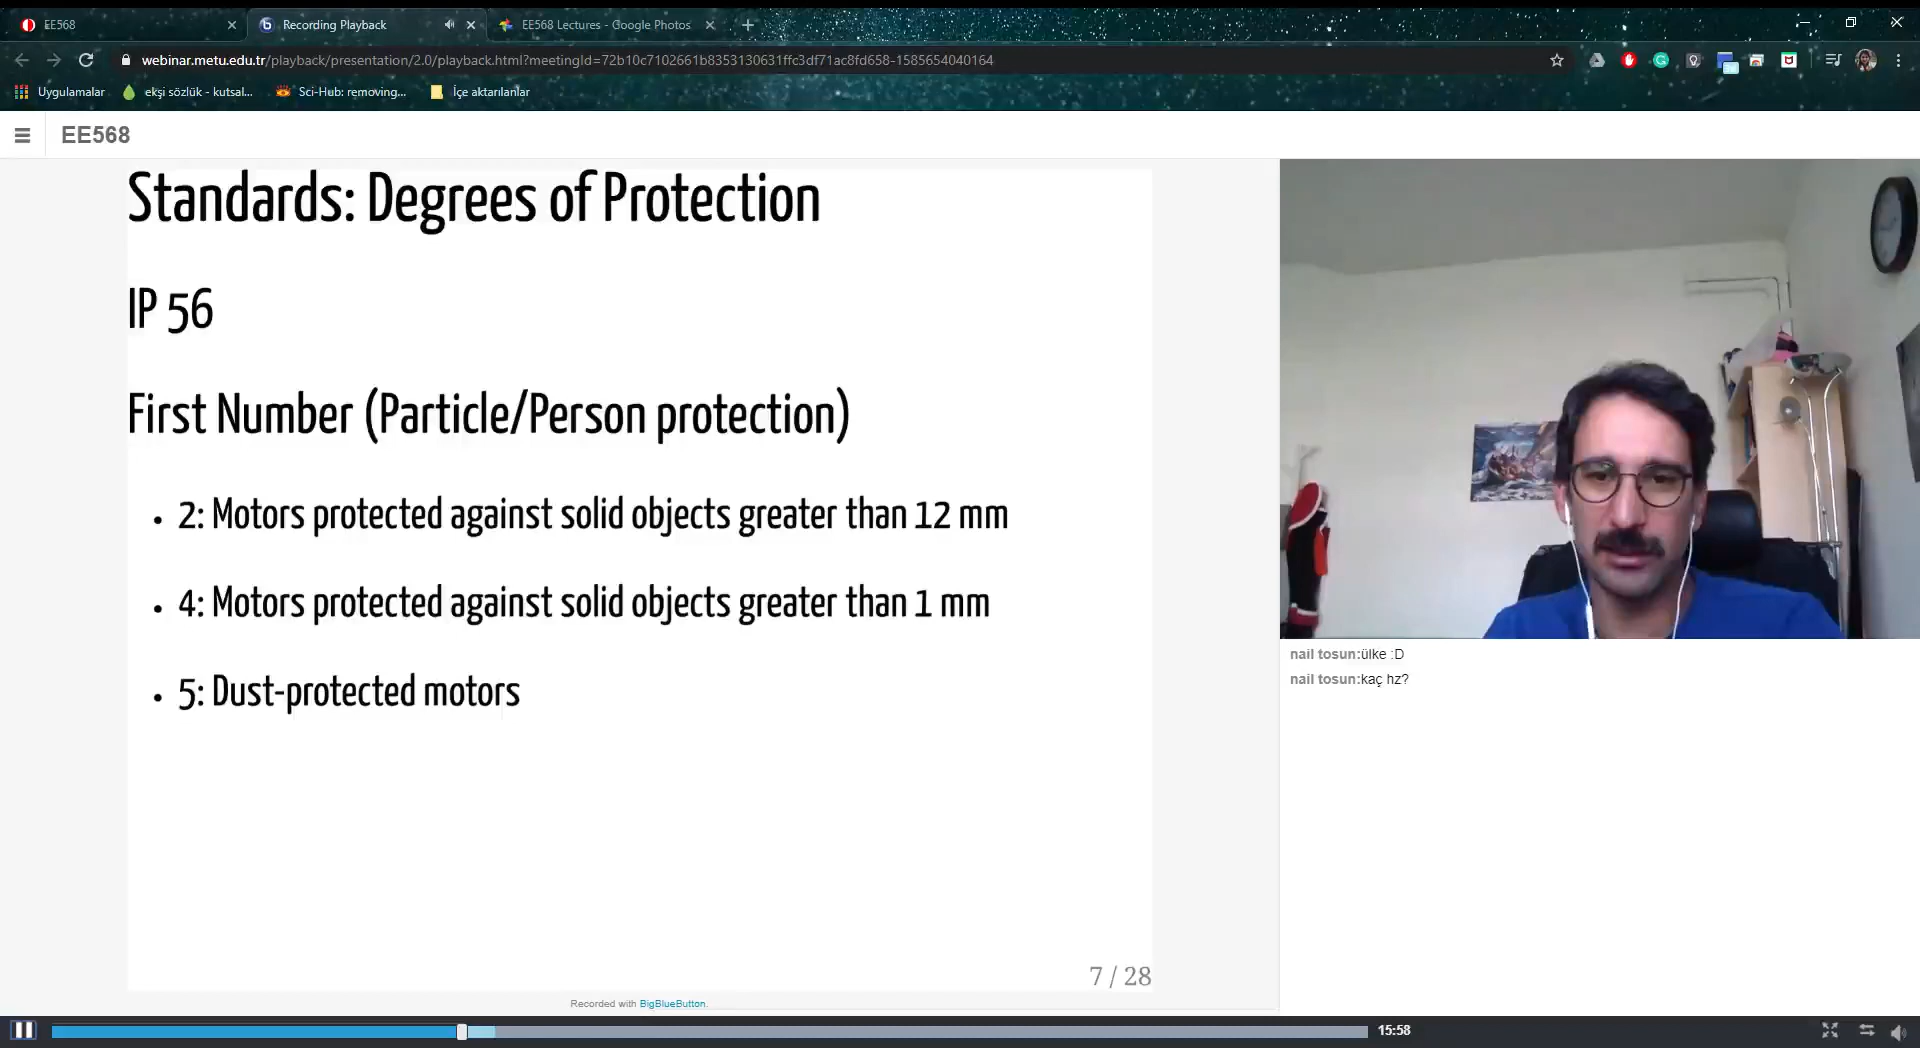 EE568
Recording Playback
EE568 Lectures - Google Photos
webinar.metu.edu.tr/playback/presentation/2.0/playback.html?meetingId=72b10c7102661b8353130631ffc3df71ac8fd658-1585654040164
Uygulamalar
ekşi sözlük - kutsal...
Sci-Hub: removing...
İçe aktarılanlar
EE568
Standards: Degrees of Protection
IP 56
First Number (Particle/Person protection)
• 2: Motors protected against solid objects greater than 12 mm
• 4: Motors protected against solid objects greater than 1 mm
• 5: Dust-protected motors
7 / 28
Recorded with BigBlueButton.
nail tosun:ülke :D
nail tosun:kaç hz?
15:58